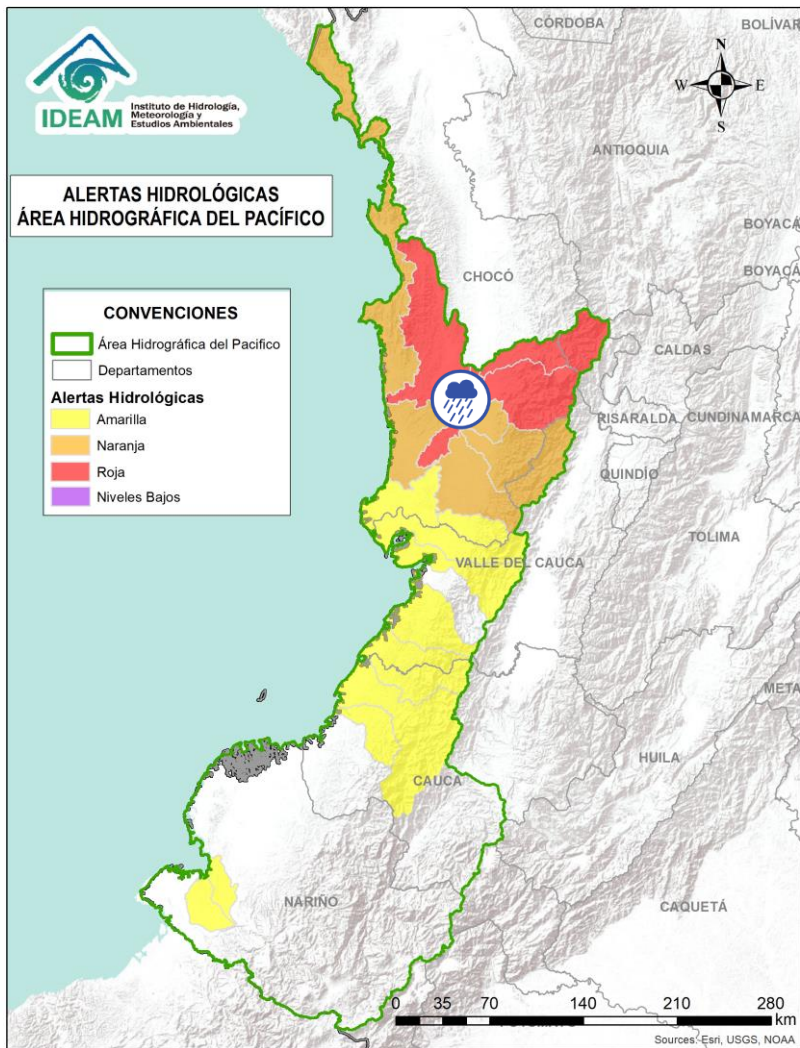 IDEAM
Instituto de Hidrología,
Meteorología y
Estudios Ambientales
ALERTAS HIDROLÓGICAS
ÁREA HIDROGRÁFICA DEL PACÍFICO
CONVENCIONES
Área Hidrográfica del Pacifico
Departamentos
Alertas Hidrológicas
Amarilla
Naranja
Roja
Niveles Bajos
N
W
E
S
CÓRDOBA
BOLÍVAR
ANTIOQUIA
BOYACÁ
CHOCÓ
BOYACÁ
CALDAS
RISARALDA
CUNDINAMARCA
QUINDÍO
TOLIMA
VALLE DEL CAUCA
META
HUILA
CAUCA
NARIÑO
CAQUETÁ
0 35 70 140 210 280
km
Sources: Esri, USGS, NOAA